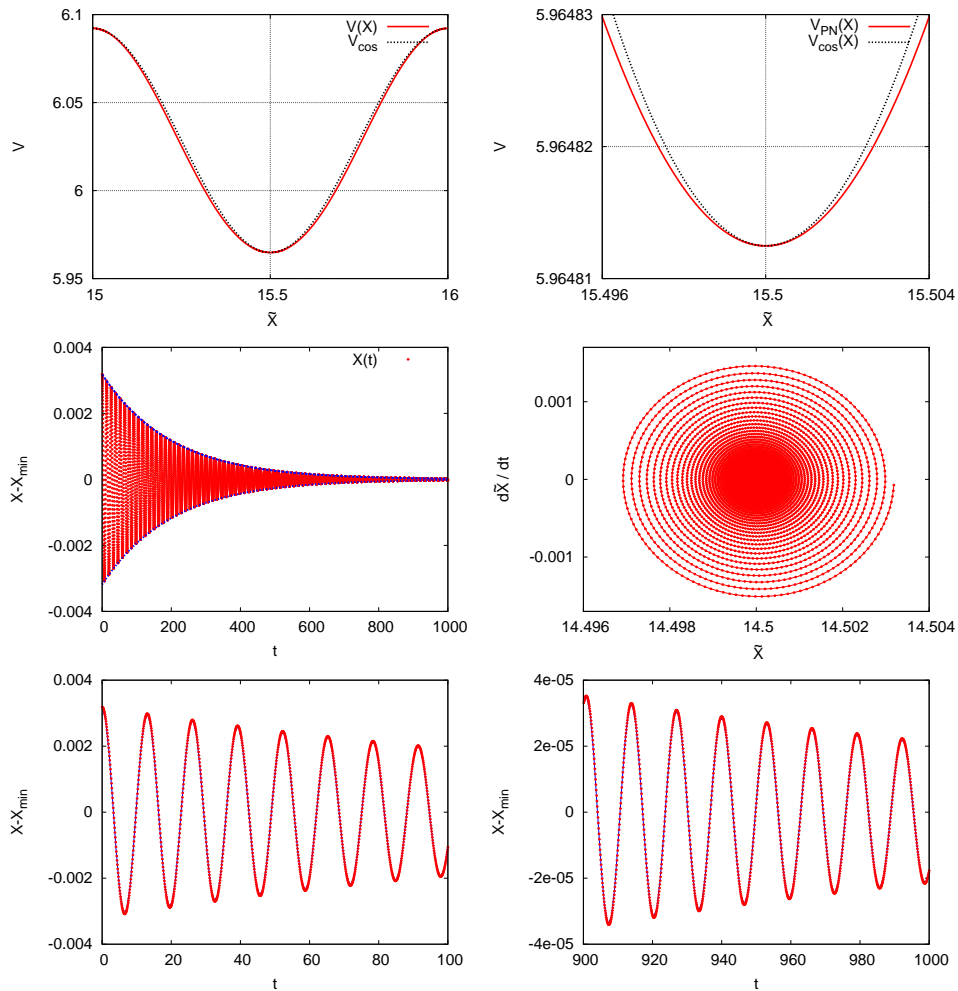 6.1
6.05
6
5.95
V
15
15.5
16
X̃
V(X)
V_cos
5.96483
5.96482
5.96481
V
15.496
15.5
15.504
X̃
V_PN(X)
V_cos(X)
0.004
0.002
0
-0.002
-0.004
X-X_min
0
200
400
600
800
1000
t
X(t)
0.001
0
-0.001
dX̃ / dt
14.496
14.498
14.5
14.502
14.504
X̃
0.004
0.002
0
-0.002
-0.004
X-X_min
0
20
40
60
80
100
t
4e-05
2e-05
0
-2e-05
-4e-05
X-X_min
900
920
940
960
980
1000
t